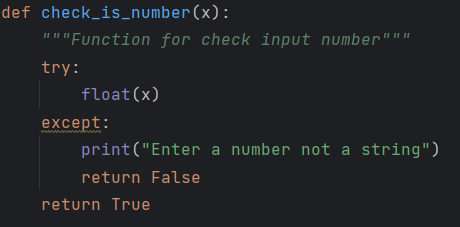 def check_is_number(x):
    """Function for check input number"""
    try:
        float(x)
    except:
        print("Enter a number not a string")
        return False
    return True